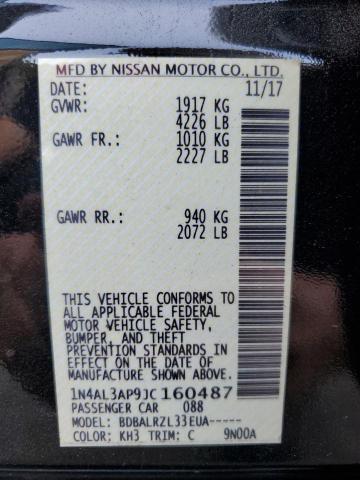 MFD BY NISSAN MOTOR CO., LTD.
DATE: 11/17
GVWR: 1917 KG
4226 LB
GAWR FR.: 1010 KG
2227 LB
GAWR RR.: 940 KG
2072 LB
THIS VEHICLE CONFORMS TO
ALL APPLICABLE FEDERAL
MOTOR VEHICLE SAFETY,
BUMPER, AND THEFT
PREVENTION STANDARDS
IN EFFECT ON THE DATE OF
MANUFACTURE SHOWN ABOVE.
1N4AL3AP9JC160487
PASSENGER CAR 088
MODEL: BDBALRZL33EUA-----
COLOR: KH3 TRIM: C 9N00A